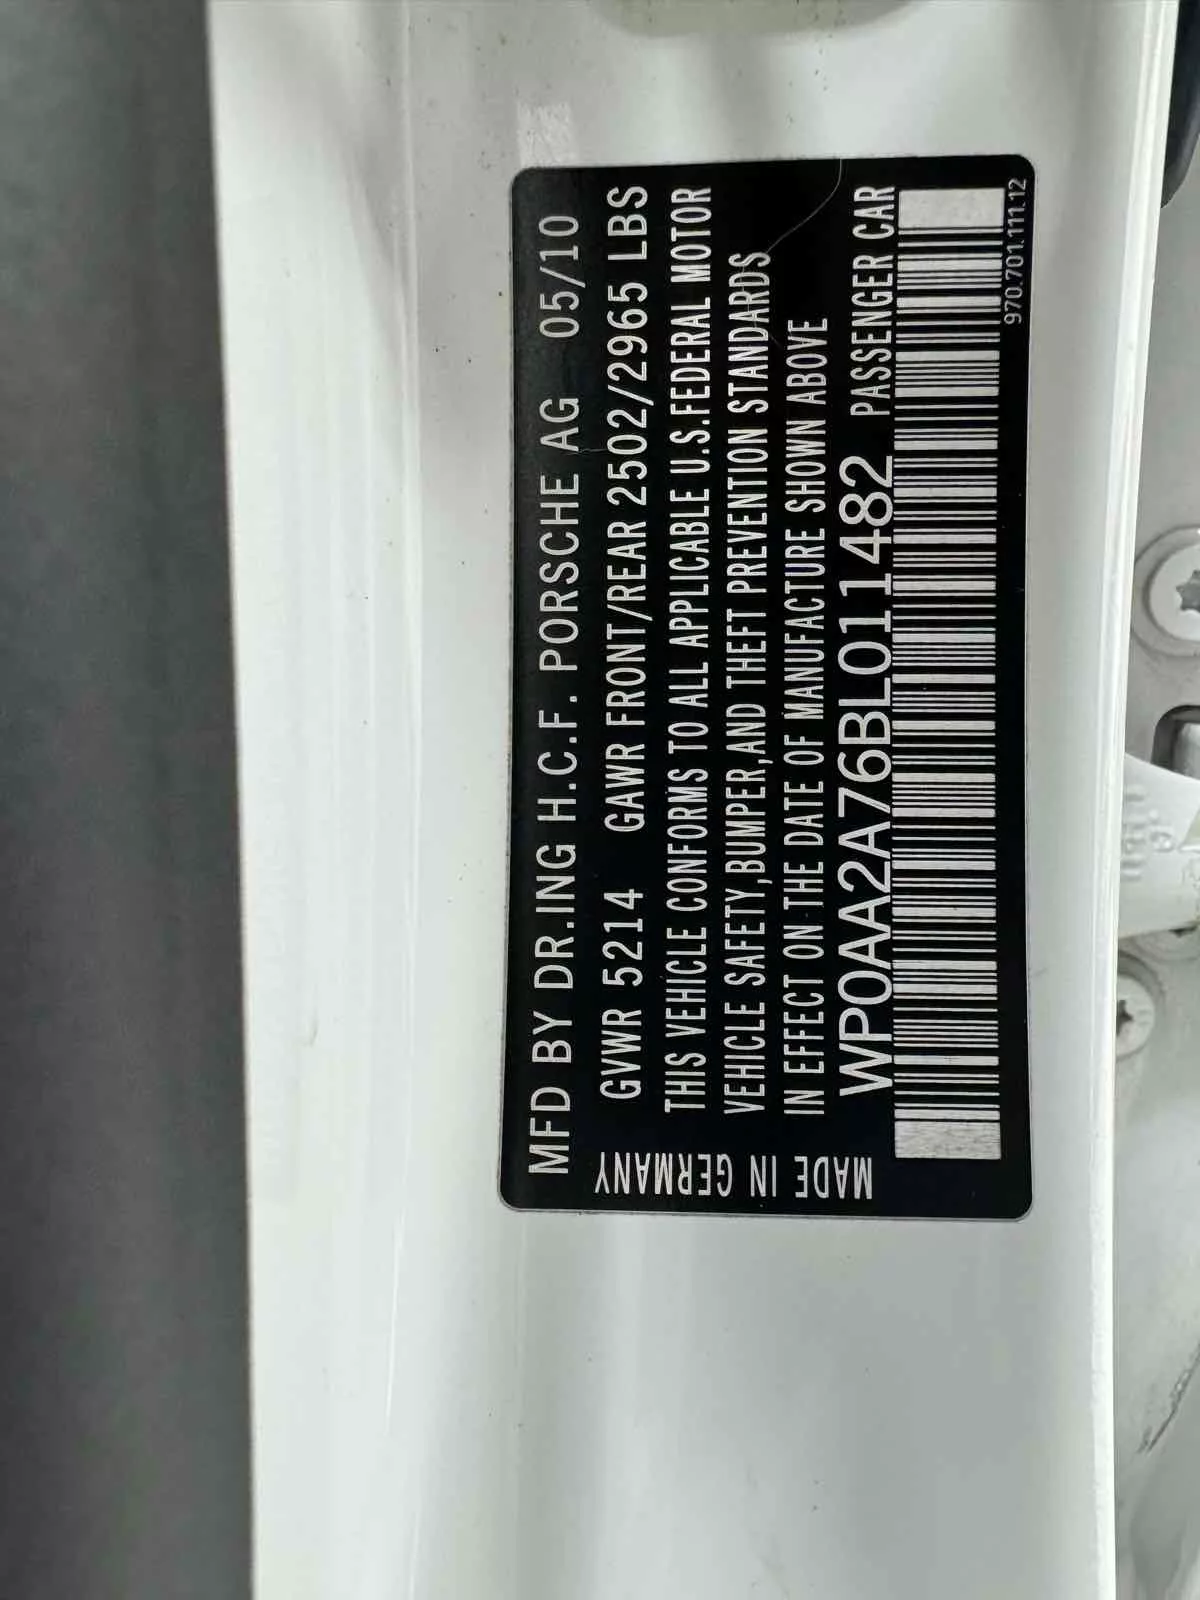 MFD BY DR.ING H.C.F. PORSCHE AG 05/10
GVWR 5214 GAWR FRONT/REAR 2502/2965 LBS
THIS VEHICLE CONFORMS TO ALL APPLICABLE U.S.FEDERAL MOTOR
VEHICLE SAFETY,BUMPER,AND THEFT PREVENTION STANDARDS
IN EFFECT ON THE DATE OF MANUFACTURE SHOWN ABOVE
WP0AA2A76BL011482 PASSENGER CAR
970.701.111.12
MADE IN GERMANY